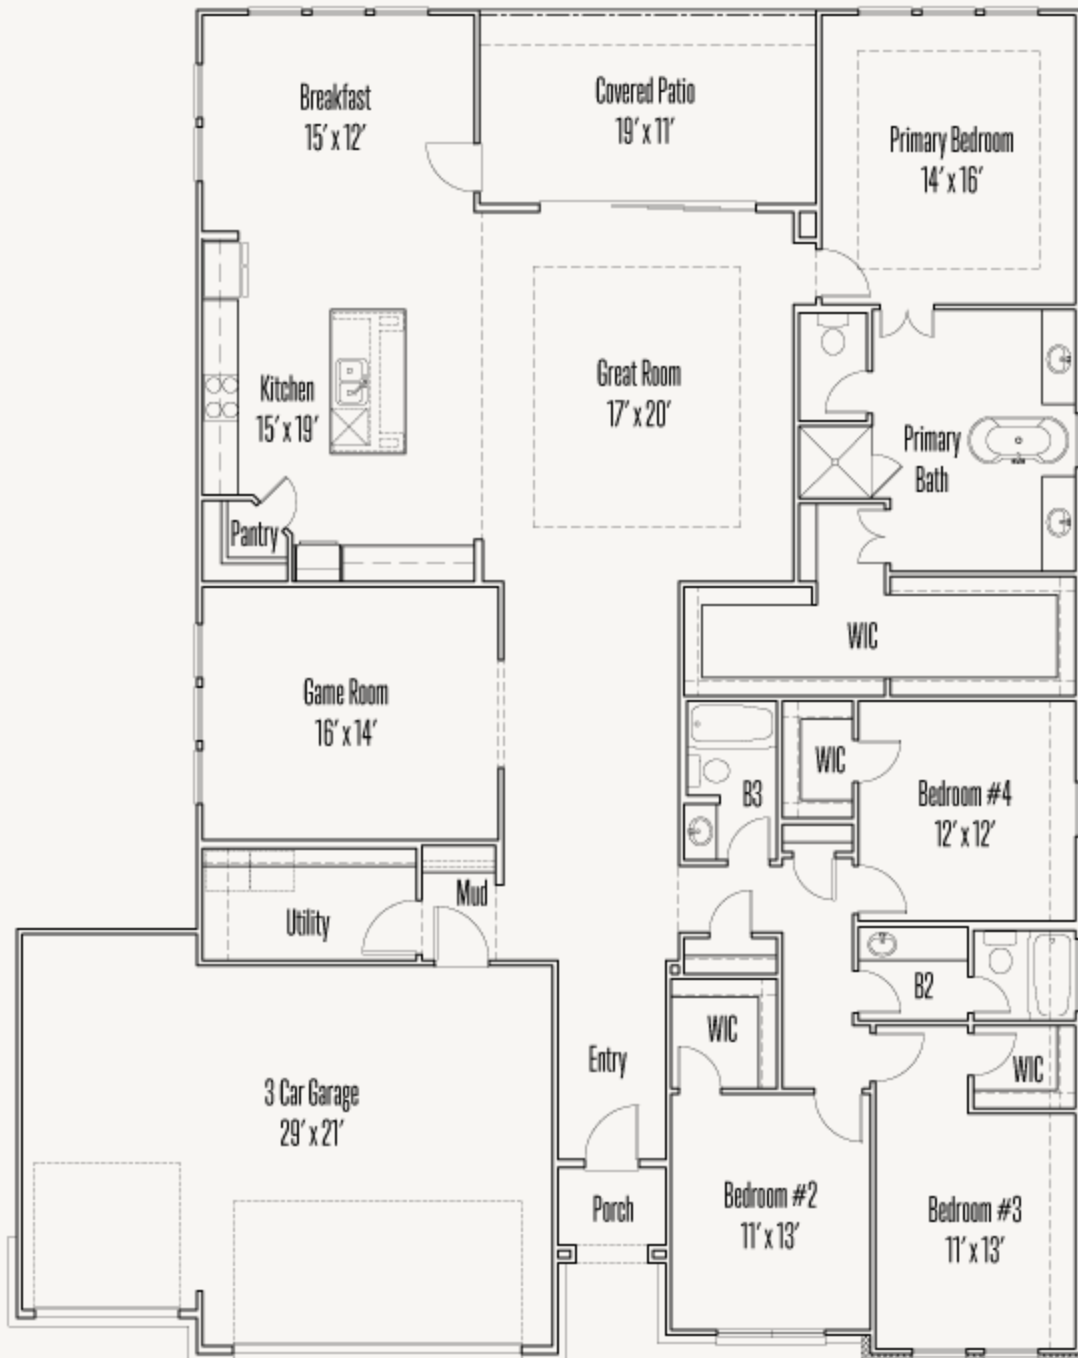 Breakfast
15' x 12'
Covered Patio
19' x 11'
Primary Bedroom
14' x 16'
Great Room
17' x 20'
Kitchen
15' x 19'
Primary
Bath
Pantry
WIC
Game Room
16' x 14'
WIC
B3
Bedroom #4
12' x 12'
Mud
Utility
B2
WIC
Entry
WIC
3 Car Garage
29' x 21'
Bedroom #2
11' x 13'
Porch
Bedroom #3
11' x 13'